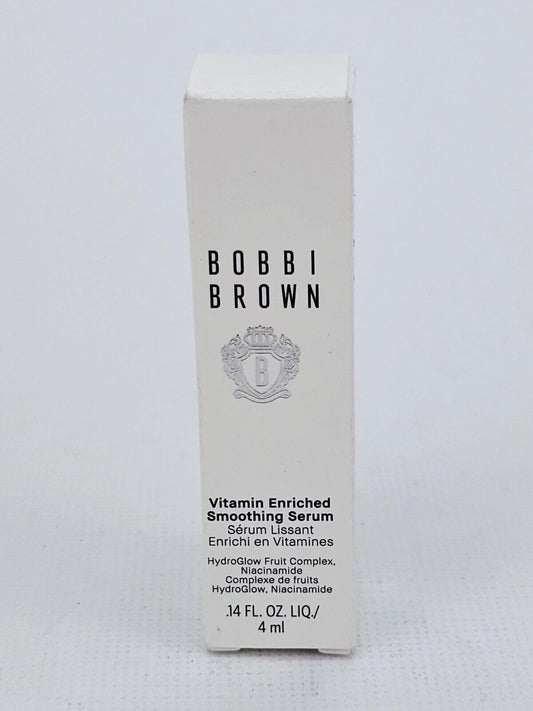 BOBBI
BROWN
B
Vitamin Enriched
Smoothing Serum
Sérum Lissant
Enrichi en Vitamines
HydroGlow Fruit Complex,
Niacinamide
Complexe de fruits
HydroGlow, Niacinamide
.14 FL. OZ. LIQ./
4 ml